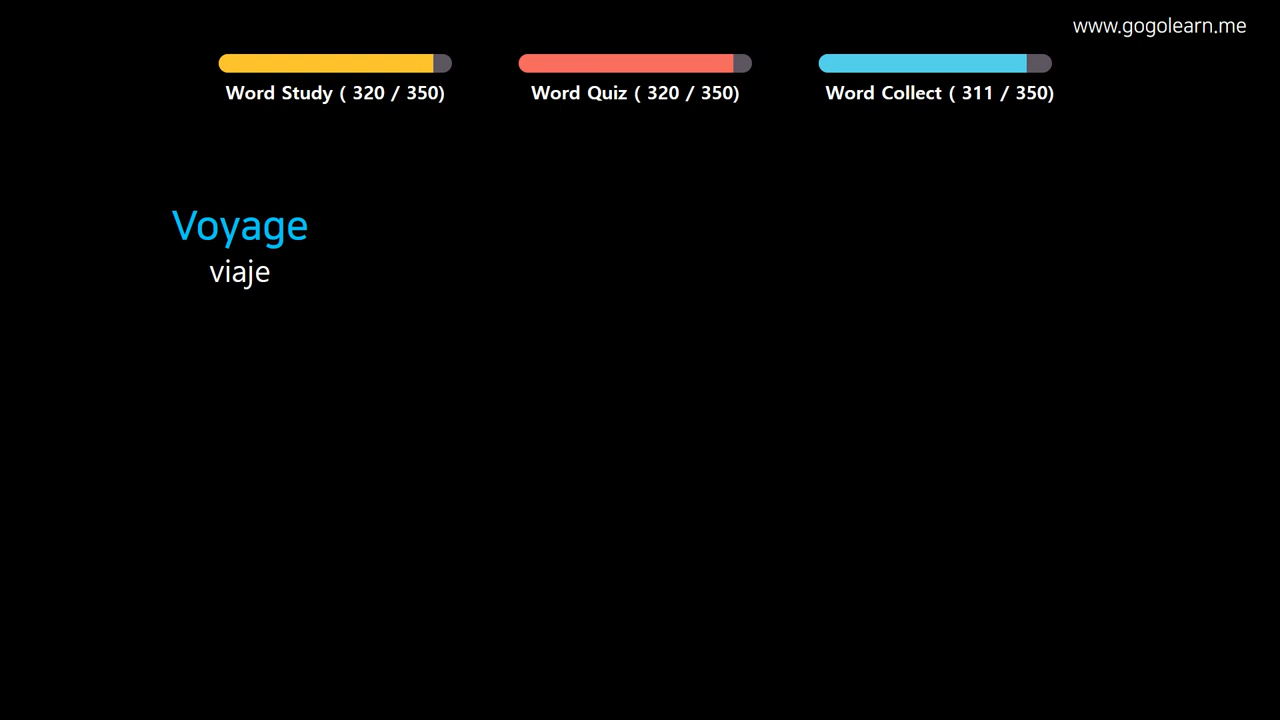 www.gogolearn.me
Word Study ( 320 / 350)
Word Quiz ( 320 / 350)
Word Collect ( 311 / 350)
Voyage
viaje